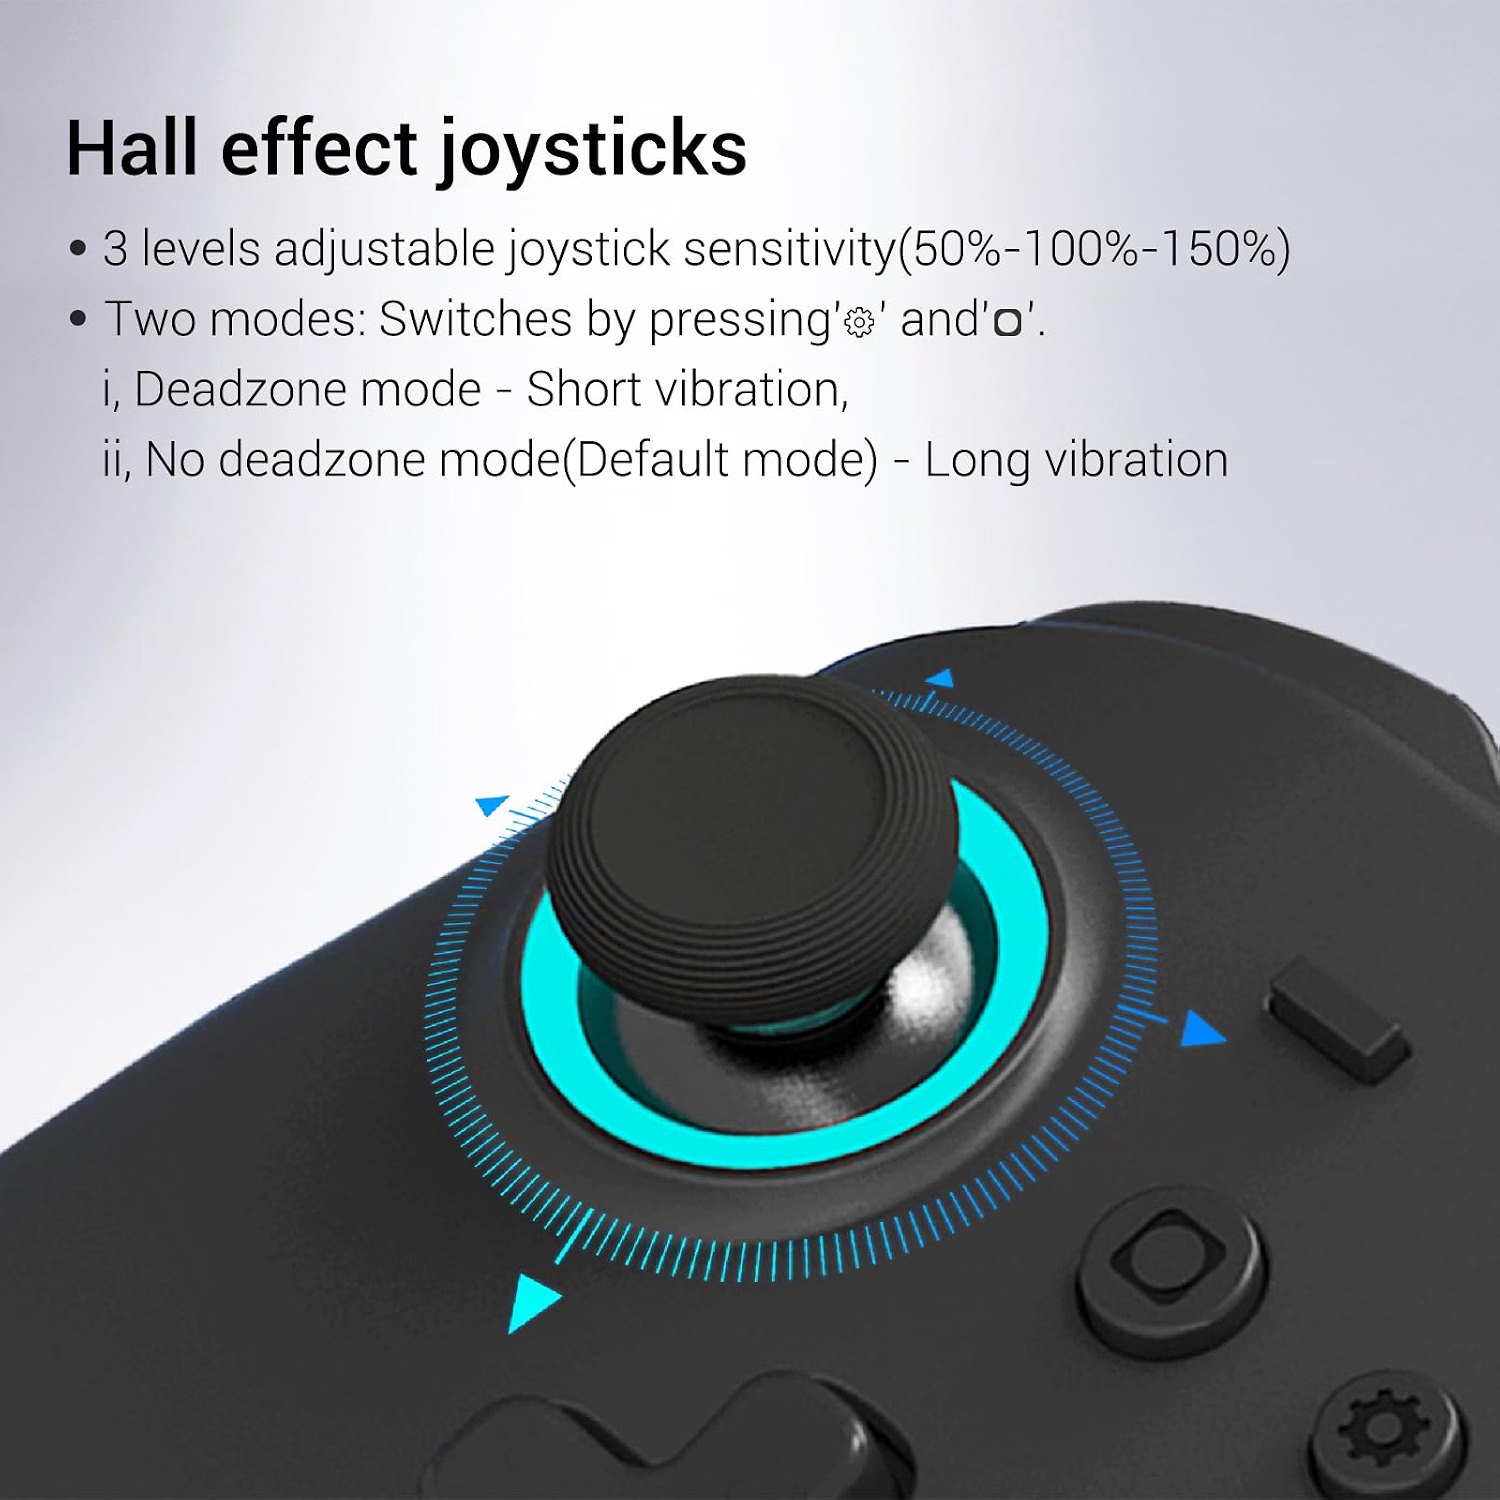 Hall effect joysticks
• 3 levels adjustable joystick sensitivity(50%-100%-150%)
• Two modes: Switches by pressing'⚙' and'▢'.
i, Deadzone mode - Short vibration,
ii, No deadzone mode(Default mode) - Long vibration